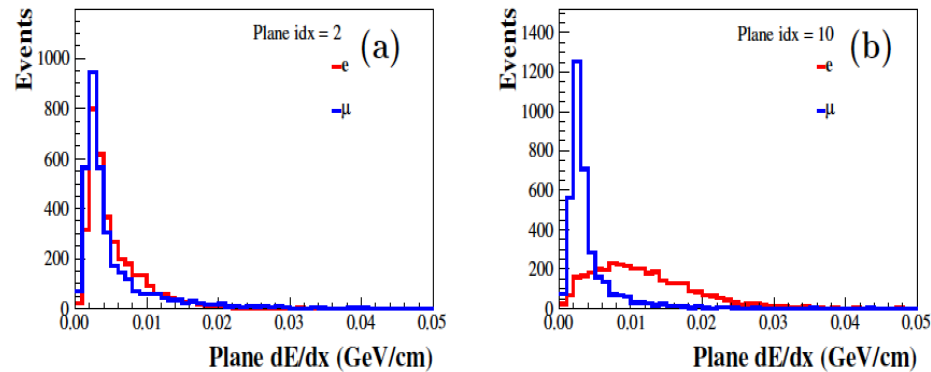 Events
1000
800
600
400
200
0
Plane idx = 2
(a)
e
μ
0.00
0.01
0.02
0.03
0.04
0.05
Plane dE/dx (GeV/cm)
Events
1400
1200
1000
800
600
400
200
0
Plane idx = 10
(b)
e
μ
0.00
0.01
0.02
0.03
0.04
0.05
Plane dE/dx (GeV/cm)